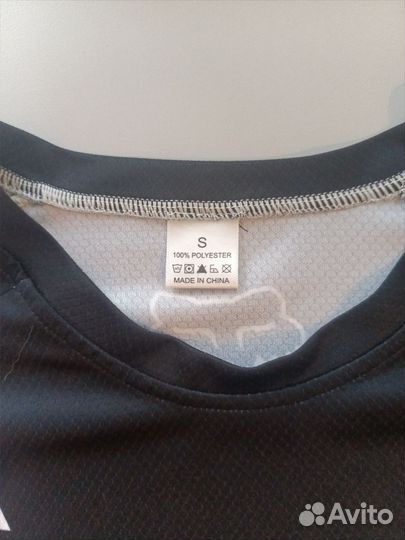 S
100% POLYESTER
MADE IN CHINA
Avito